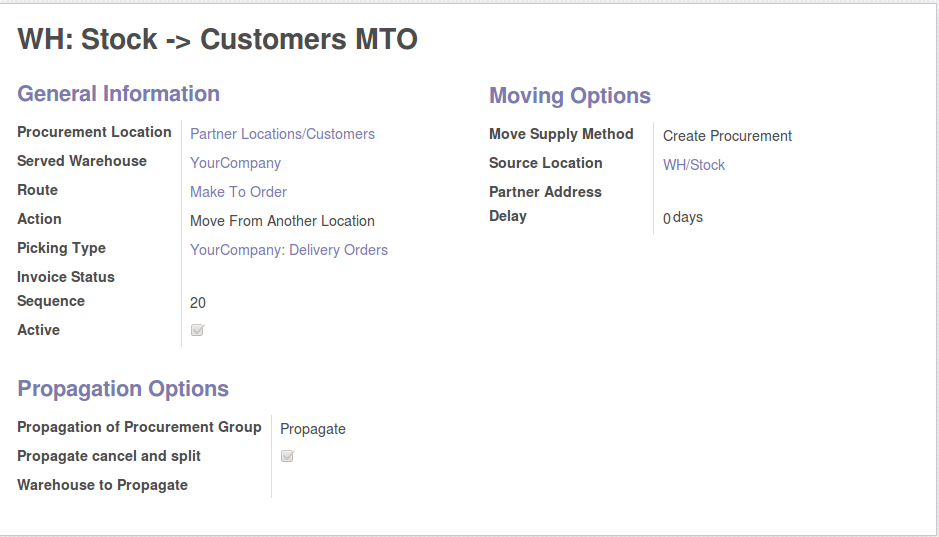 WH: Stock -> Customers MTO
General Information
Procurement Location Partner Locations/Customers
Served Warehouse YourCompany
Route Make To Order
Action Move From Another Location
Picking Type YourCompany: Delivery Orders
Invoice Status
Sequence 20
Active
Moving Options
Move Supply Method Create Procurement
Source Location WH/Stock
Partner Address
Delay 0 days
Propagation Options
Propagation of Procurement Group Propagate
Propagate cancel and split
Warehouse to Propagate